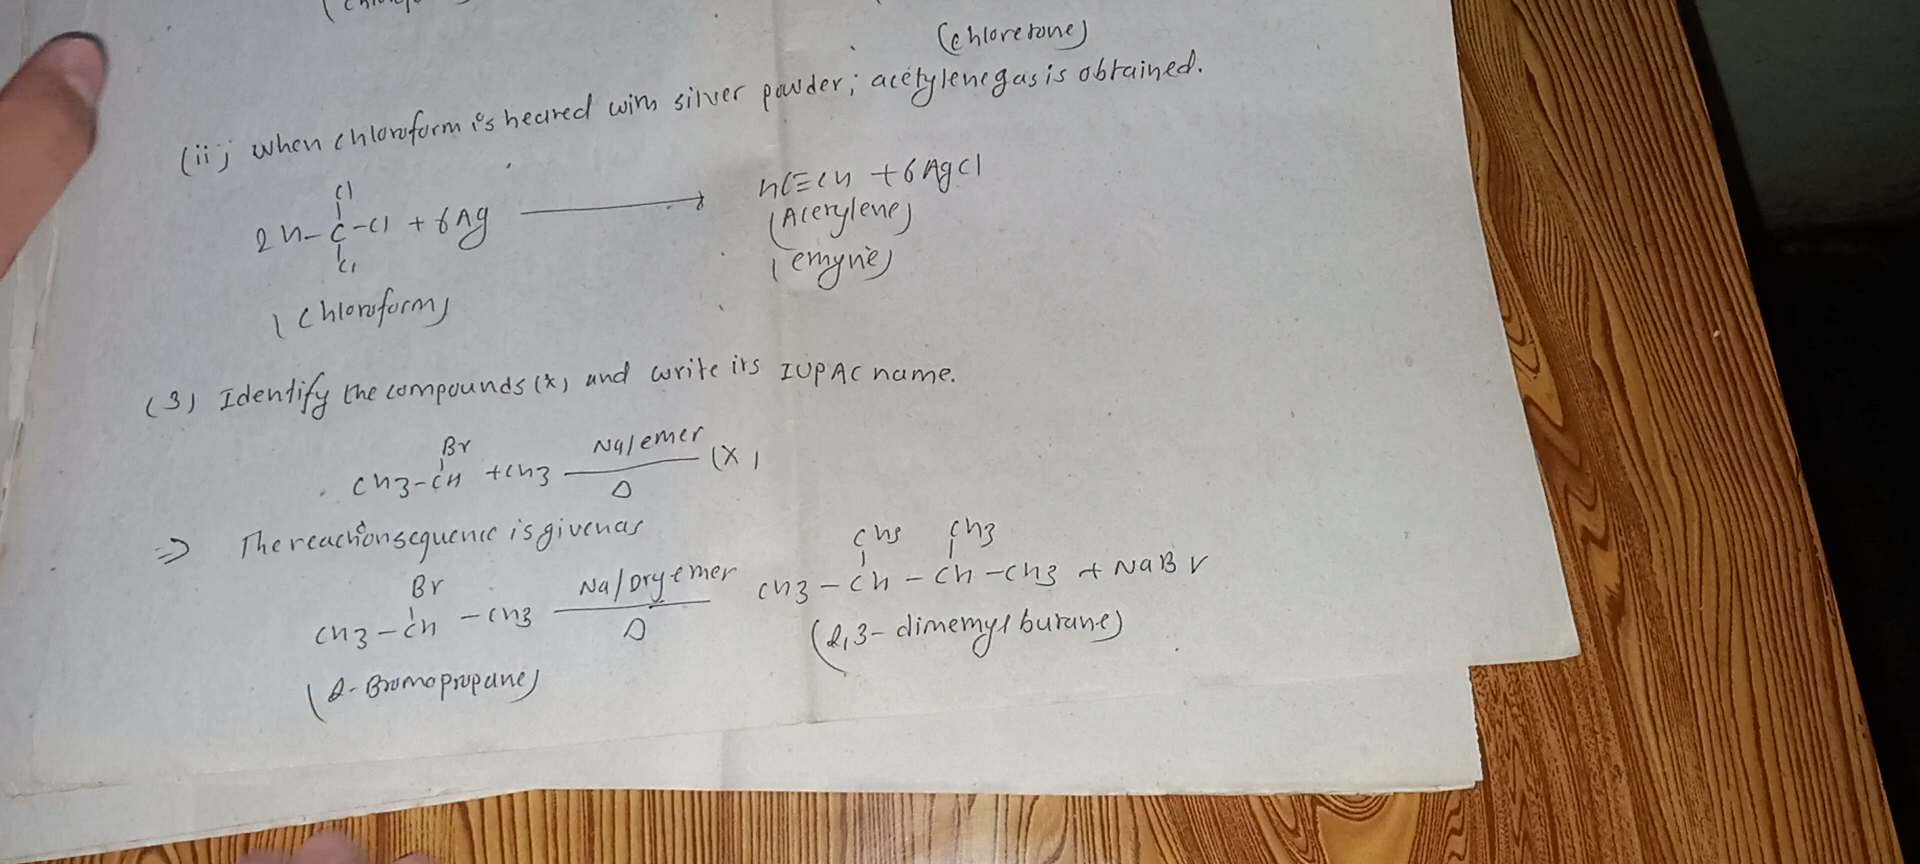 (chloretone)
(ii) when chloroform is heated with silver powder; acetylene gas is obtained.
Cl
2H-C-Cl + 6Ag → HC≡CH + 6AgCl
Cl
(Acetylene)
(ethyne)
(Chloroform)
(3) Identify the compounds (x) and write its IUPAC name.
Br
CH3-CH +CH3 Na/ether (X)
Δ
=> The reaction sequence is given as
Br CH3 CH3
CH3-CH-CH3 Na/Dry ether CH3-CH-CH-CH3 + NaBr
Δ
(2-Bromopropane) (2,3-dimethyl butane)